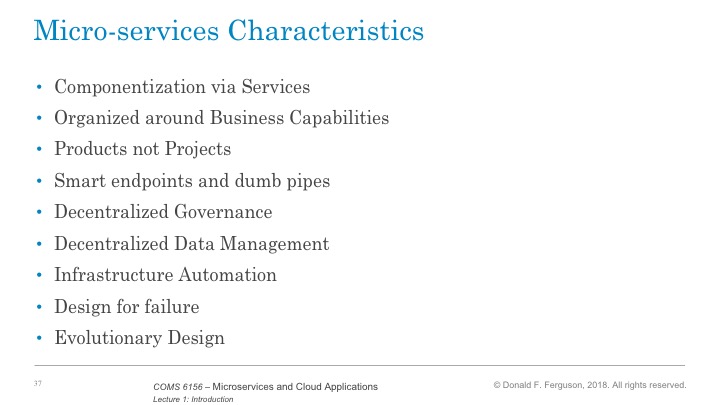 Micro-services Characteristics
• Componentization via Services
• Organized around Business Capabilities
• Products not Projects
• Smart endpoints and dumb pipes
• Decentralized Governance
• Decentralized Data Management
• Infrastructure Automation
• Design for failure
• Evolutionary Design
37
COMS 6156 – Microservices and Cloud Applications
Lecture 1: Introduction
© Donald F. Ferguson, 2018. All rights reserved.